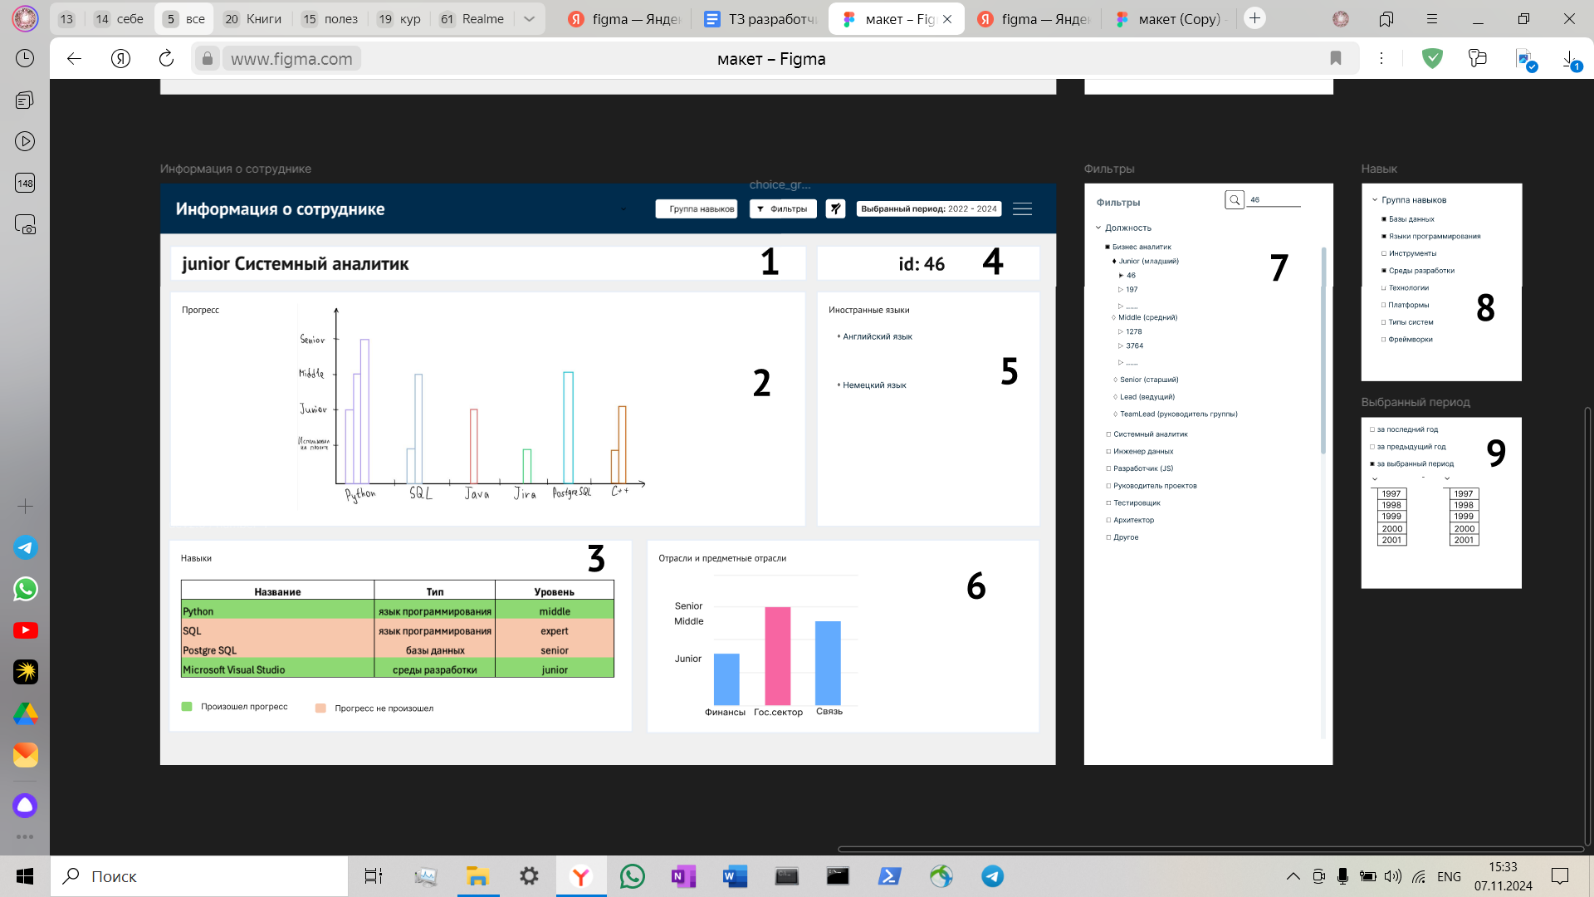 13
14 себе
5 все
20 Книги
15 полез
19 кур
61 Realme
figma — Янде
ТЗ разработч
макет – Fig
figma — Янде
макет (Copy)
www.figma.com
макет – Figma
1
148
Информация о сотруднике
choice_gr...
Информация о сотруднике
Группа навыков
Фильтры
Выбранный период: 2022 - 2024
junior Системный аналитик
1
id: 46
4
Прогресс
Senior
Middle
Junior
Python
SQL
Java
Jira
PostgreSQL
C++
2
Иностранные языки
• Английский язык
• Немецкий язык
5
Навыки
3
Название Тип Уровень
Python язык программирования middle
SQL язык программирования expert
Postgre SQL базы данных senior
Microsoft Visual Studio среды разработки junior
Произошел прогресс
Прогресс не произошел
Отрасли и предметные отрасли
6
Senior
Middle
Junior
Финансы
Гос.сектор
Связь
Фильтры
Фильтры
46
Должность
Бизнес аналитик
Junior (младший)
46
197
......
Middle (средний)
1278
3764
......
Senior (старший)
Lead (ведущий)
TeamLead (руководитель группы)
Системный аналитик
Инженер данных
Разработчик (JS)
Руководитель проектов
Тестировщик
Архитектор
Другое
7
Навык
Группа навыков
Базы данных
Языки программирования
Инструменты
Среды разработки
Технологии
Платформы
Типы систем
Фреймворки
8
Выбранный период
за последний год
за предыдущий год
за выбранный период
9
-
1997 1997
1998 1998
1999 1999
2000 2000
2001 2001
Поиск
ENG
15:33
07.11.2024